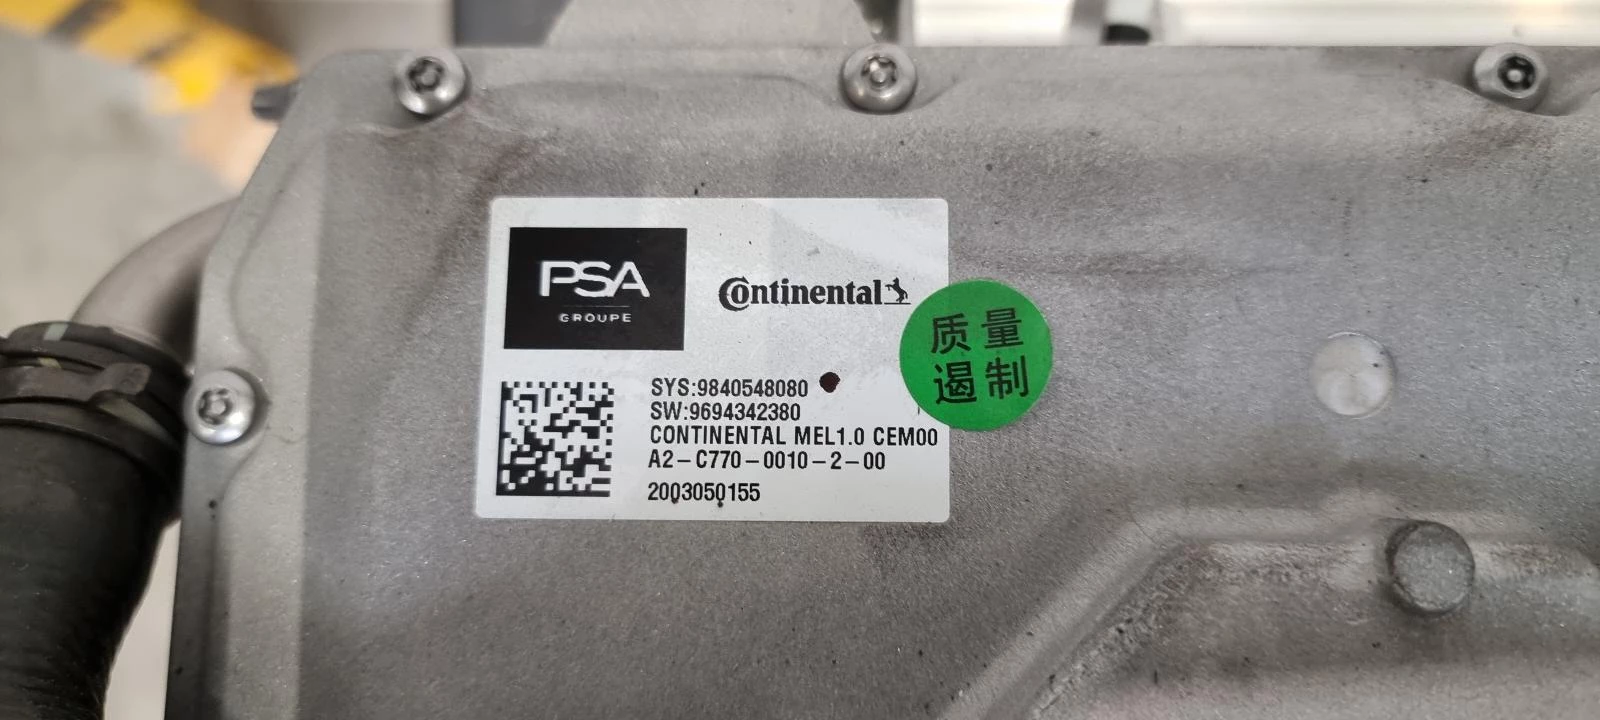 PSA
GROUPE
Continental
质量
遏制
SYS:9840548080
SW:9694342380
CONTINENTAL MEL1.0 CEM00
A2-C770-0010-2-00
2003050155